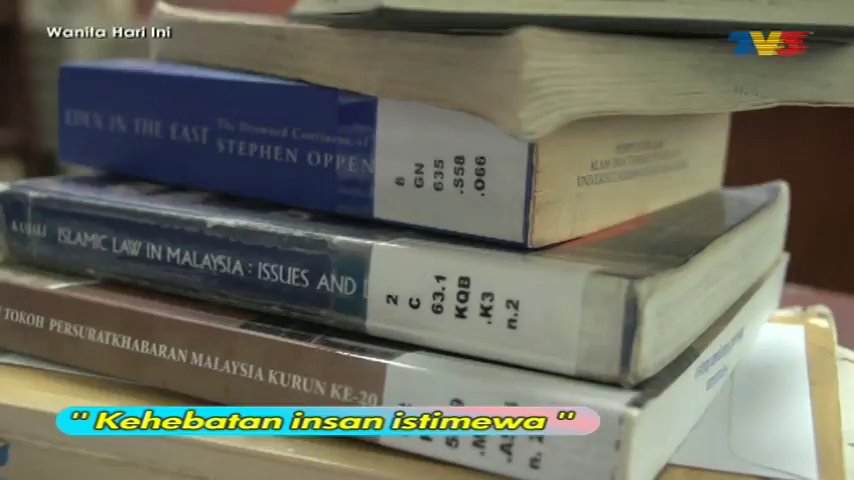 Wanita Hari Ini
TV3
EDEN IN THE EAST
The Drowned Continent of
STEPHEN OPPEN
8
GN
635
.S58
.O66
KAMALI ISLAMIC LAW IN MALAYSIA : ISSUES AND
2
C
63.1
KQB
.K3
n.2
TOKOH PERSURATKHABARAN MALAYSIA KURUN KE-20
" Kehebatan insan istimewa "